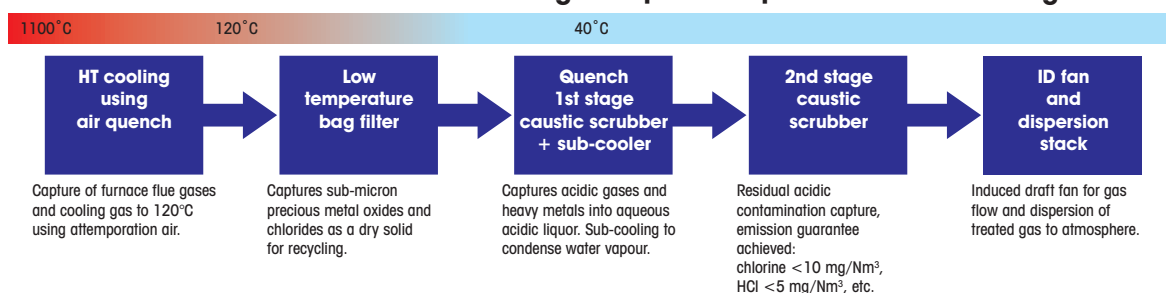 1100°C 120°C 40°C
HT cooling
using
air quench
Low
temperature
bag filter
Quench
1st stage
caustic scrubber
+ sub-cooler
2nd stage
caustic
scrubber
ID fan
and
dispersion
stack
Capture of furnace flue gases
and cooling gas to 120°C
using attemporation air.
Captures sub-micron
precious metal oxides and
chlorides as a dry solid
for recycling.
Captures acidic gases and
heavy metals into aqueous
acidic liquor. Sub-cooling to
condense water vapour.
Residual acidic
contamination capture,
emission guarantee
achieved:
chlorine <10 mg/Nm³,
HCl <5 mg/Nm³, etc.
Induced draft fan for gas
flow and dispersion of
treated gas to atmosphere.